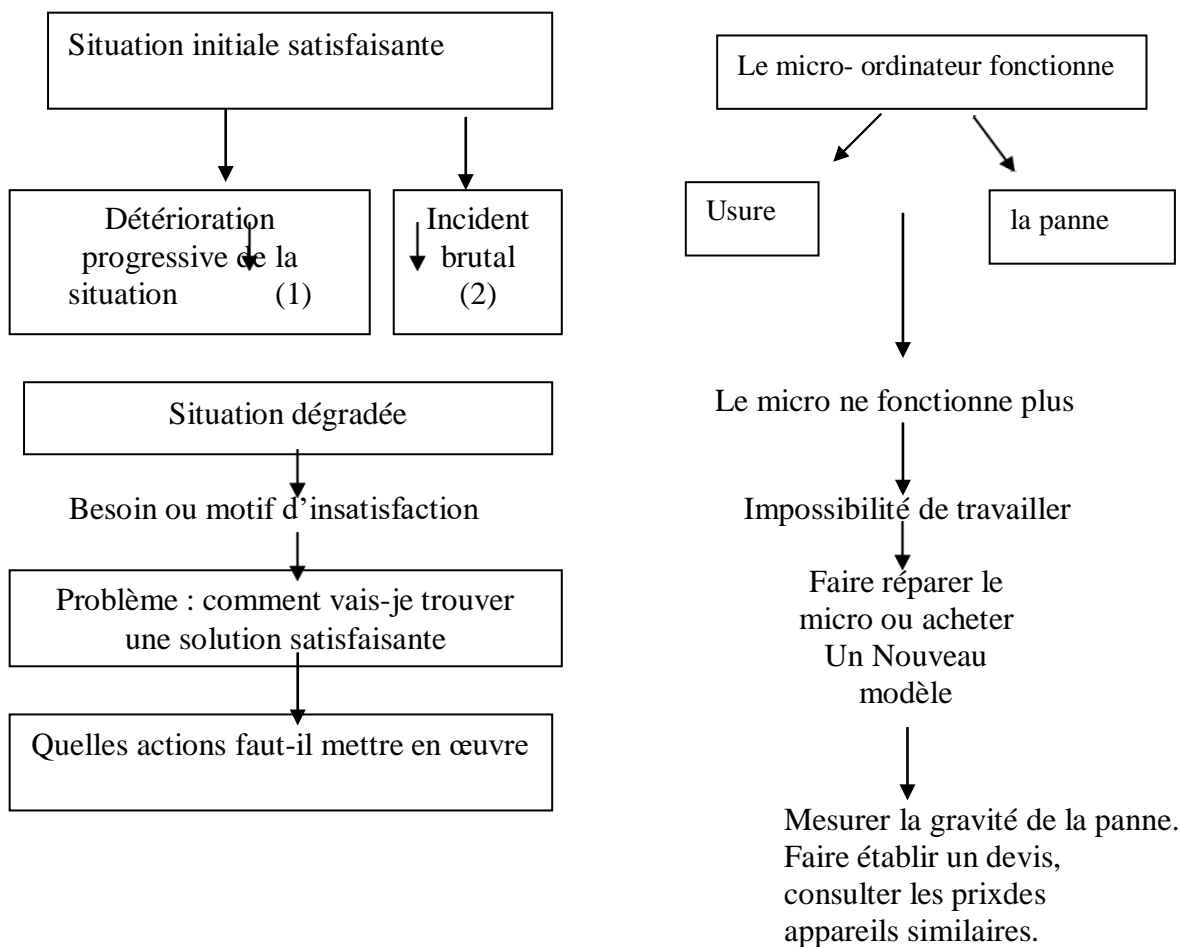 Situation initiale satisfaisante
Détérioration
progressive de la
situation (1)
Incident
brutal
(2)
Situation dégradée
Besoin ou motif d'insatisfaction
Problème : comment vais-je trouver
une solution satisfaisante
Quelles actions faut-il mettre en œuvre
Le micro- ordinateur fonctionne
Usure
la panne
Le micro ne fonctionne plus
Impossibilité de travailler
Faire réparer le
micro ou acheter
Un Nouveau
modèle
Mesurer la gravité de la panne.
Faire établir un devis,
consulter les prixdes
appareils similaires.